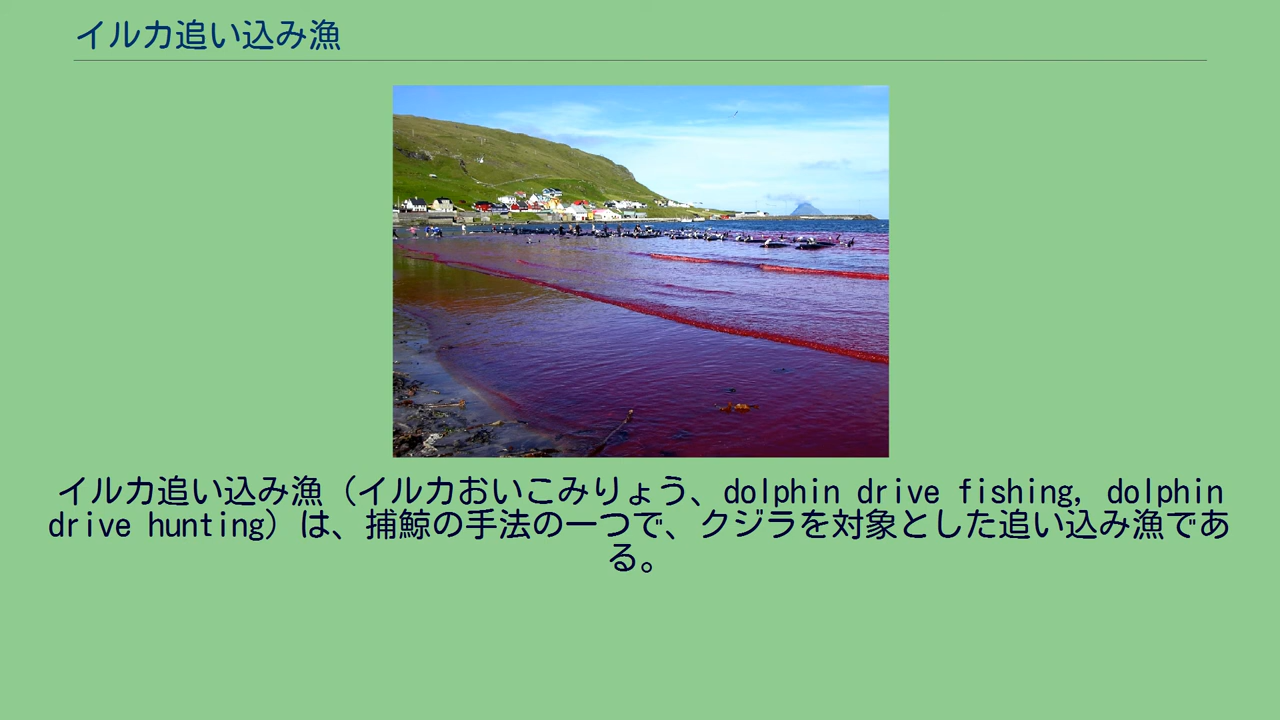 イルカ追い込み漁
イルカ追い込み漁（イルカおいこみりょう、dolphin drive fishing, dolphin
drive hunting）は、捕鯨の手法の一つで、クジラを対象とした追い込み漁であ
る。